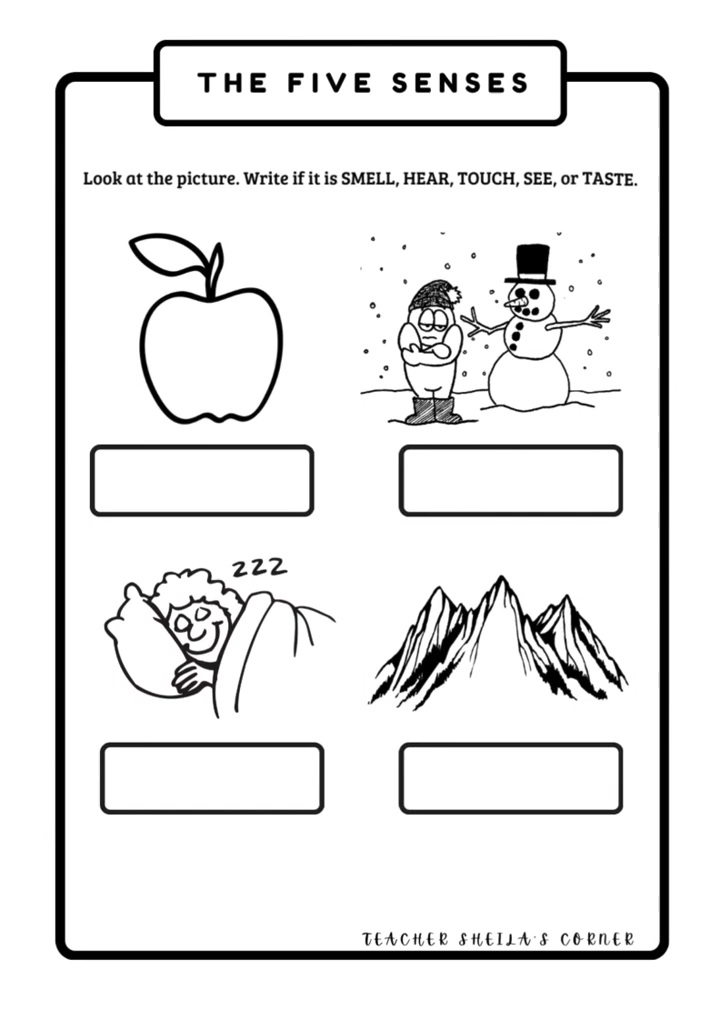 THE FIVE SENSES
Look at the picture. Write if it is SMELL, HEAR, TOUCH, SEE, or TASTE.
ZZZ
TEACHER SHEILA'S CORNER